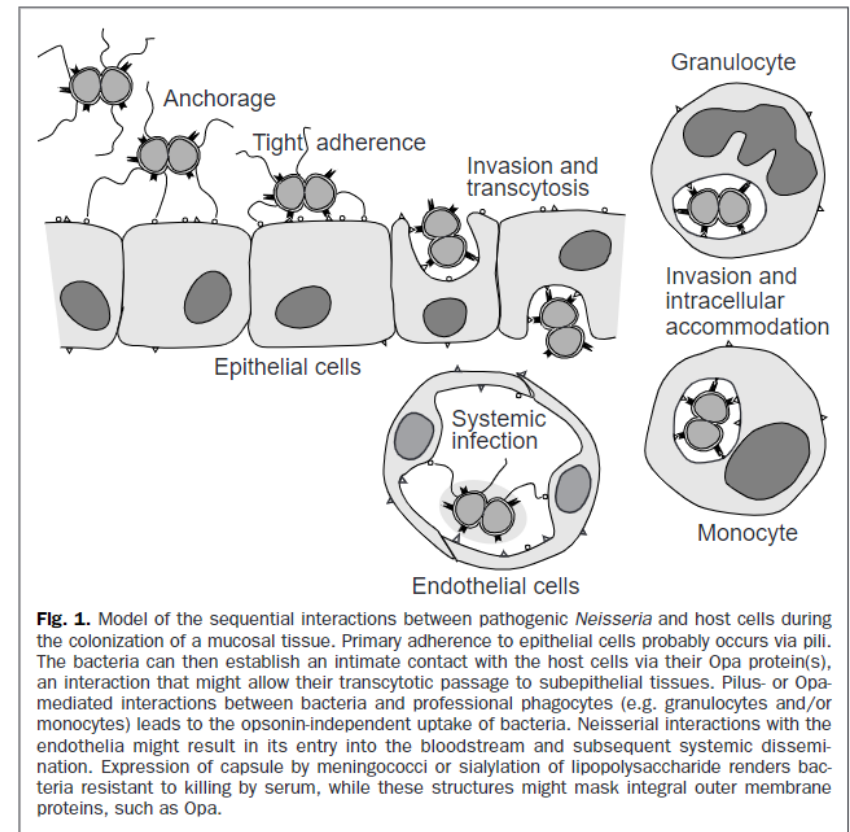 Granulocyte
Anchorage
Tight adherence
Invasion and
transcytosis
Invasion and
intracellular
accommodation
Epithelial cells
Systemic
infection
Monocyte
Endothelial cells
Fig. 1. Model of the sequential interactions between pathogenic Neisseria and host cells during
the colonization of a mucosal tissue. Primary adherence to epithelial cells probably occurs via pili.
The bacteria can then establish an intimate contact with the host cells via their Opa protein(s),
an interaction that might allow their transcytotic passage to subepithelial tissues. Pilus- or Opa-
mediated interactions between bacteria and professional phagocytes (e.g. granulocytes and/or
monocytes) leads to the opsonin-independent uptake of bacteria. Neisserial interactions with the
endothelia might result in its entry into the bloodstream and subsequent systemic dissemi-
nation. Expression of capsule by meningococci or sialylation of lipopolysaccharide renders bac-
teria resistant to killing by serum, while these structures might mask integral outer membrane
proteins, such as Opa.